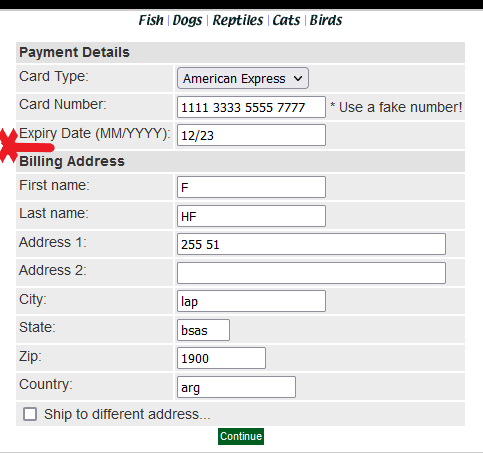 Fish | Dogs | Reptiles | Cats | Birds
Payment Details
Card Type: American Express
Card Number: 1111 3333 5555 7777 * Use a fake number!
Expiry Date (MM/YYYY): 12/23
Billing Address
First name: F
Last name: HF
Address 1: 255 51
Address 2:
City: lap
State: bsas
Zip: 1900
Country: arg
Ship to different address...
Continue